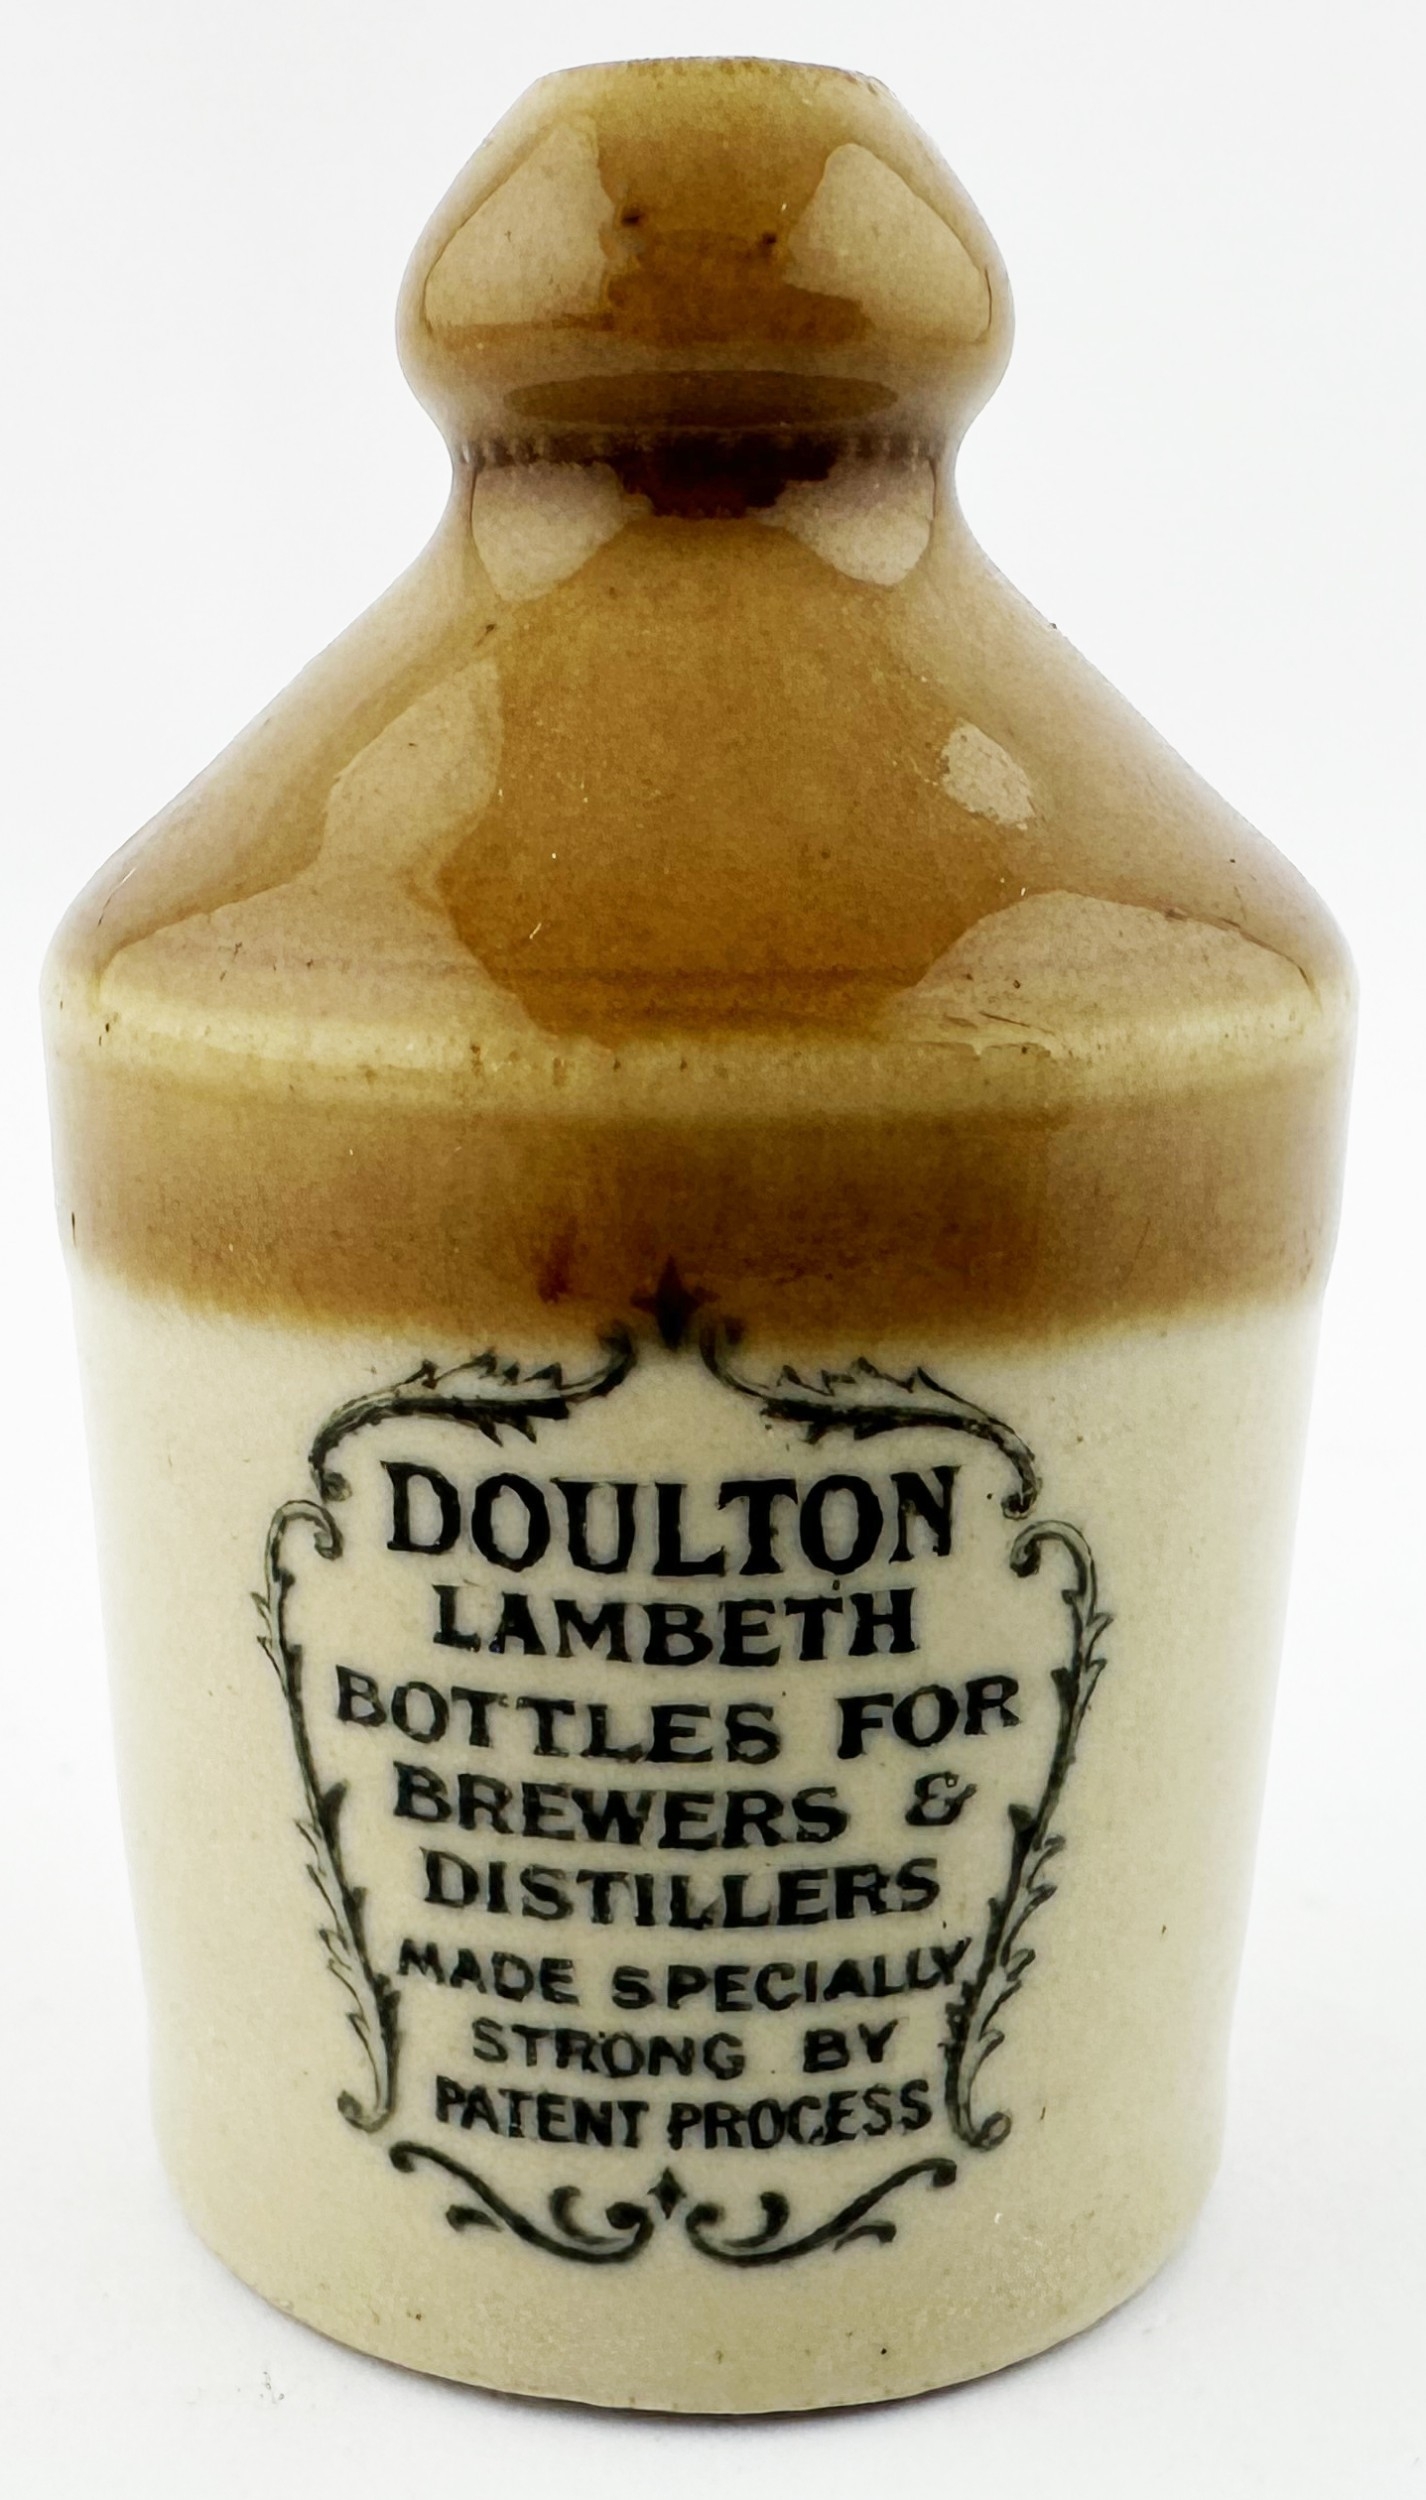 DOULTON
LAMBETH
BOTTLES FOR
BREWERS &
DISTILLERS
MADE SPECIALLY
STRONG BY
PATENT PROCESS